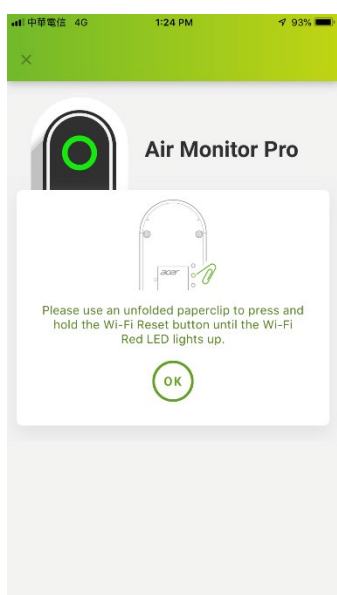 中華電信 4G 1:24 PM 93%
×
Air Monitor Pro
acer
Please use an unfolded paperclip to press and
hold the Wi-Fi Reset button until the Wi-Fi
Red LED lights up.
OK